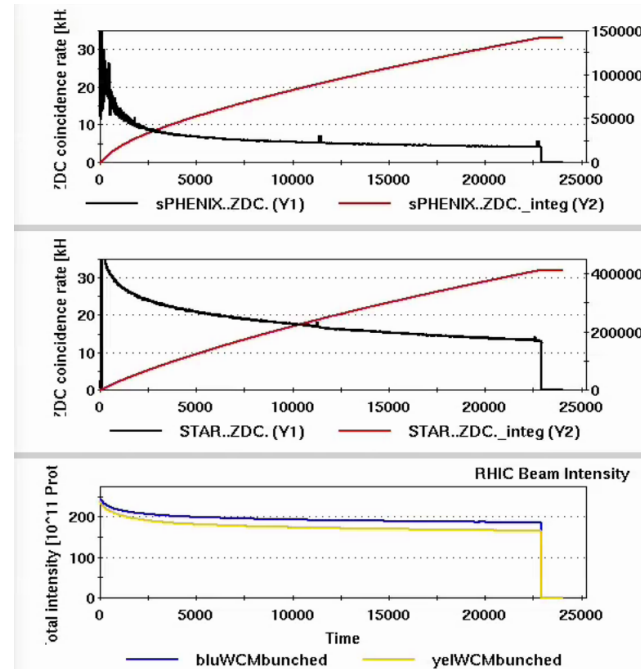 ZDC coincidence rate [kH
30
20
10
0
150000
100000
50000
0
0 5000 10000 15000 20000 25000
sPHENIX..ZDC. (Y1) sPHENIX..ZDC._integ (Y2)
ZDC coincidence rate [kH
30
20
10
0
400000
200000
0
0 5000 10000 15000 20000 25000
STAR..ZDC. (Y1) STAR..ZDC._integ (Y2)
RHIC Beam Intensity
otal intensity [10^11 Prot
200
100
0
0 5000 10000 15000 20000 25000
Time
bluWCMbunched yelWCMbunched